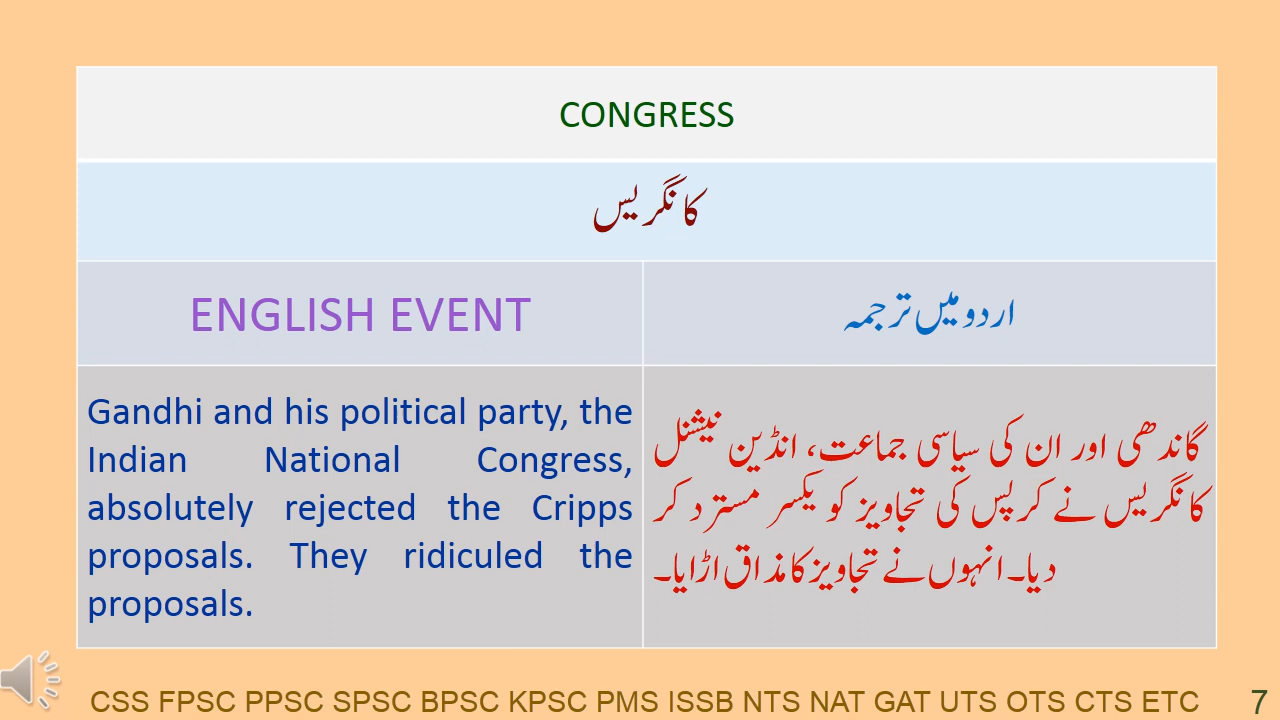 CONGRESS
کانگریس
ENGLISH EVENT
اردو میں ترجمہ
Gandhi and his political party, the
Indian National Congress,
absolutely rejected the Cripps
proposals. They ridiculed the
proposals.
گاندھی اور ان کی سیاسی جماعت، انڈین نیشنل
کانگریس نے کرپس کی تجاویز کو یکسر مسترد کر
دیا۔ انہوں نے تجاویز کا مذاق اڑایا۔
CSS FPSC PPSC SPSC BPSC KPSC PMS ISSB NTS NAT GAT UTS OTS CTS ETC
7